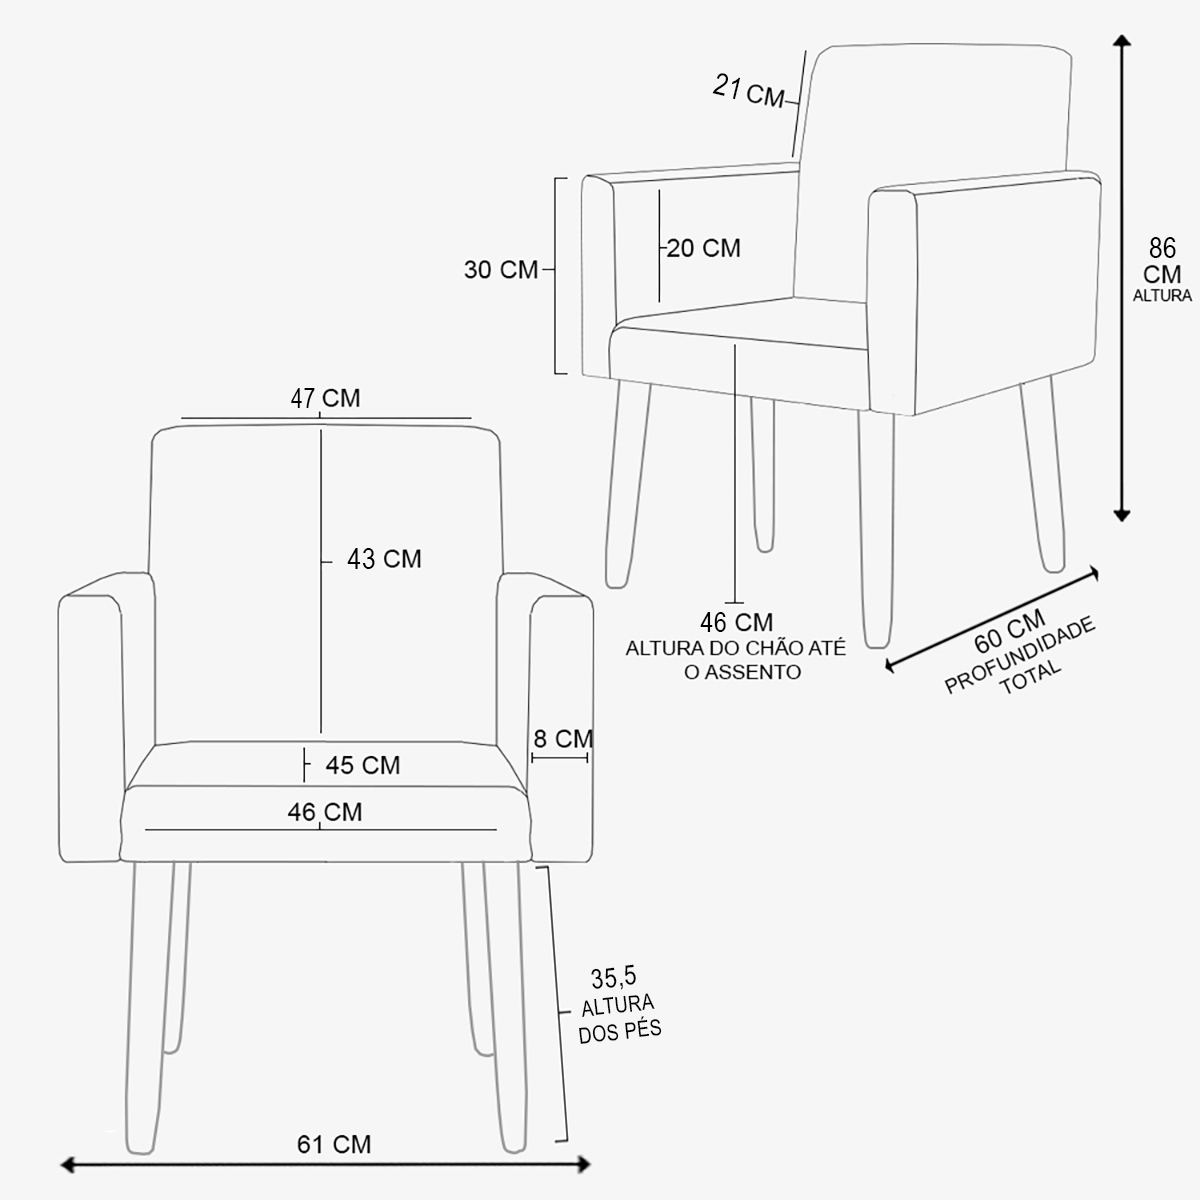 21 CM
20 CM
30 CM
86
CM
ALTURA
46 CM
ALTURA DO CHÃO ATÉ
O ASSENTO
60 CM
PROFUNDIDADE
TOTAL
47 CM
43 CM
8 CM
45 CM
46 CM
35,5
ALTURA
DOS PÉS
61 CM